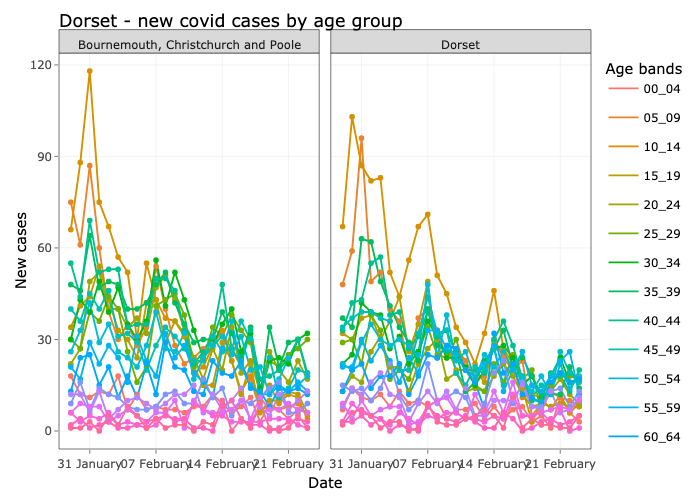 Dorset - new covid cases by age group
Bournemouth, Christchurch and Poole
Dorset
Age bands
00_04
05_09
10_14
15_19
20_24
25_29
30_34
35_39
40_44
45_49
50_54
55_59
60_64
New cases
120
90
60
30
0
31 January 07 February 14 February 21 February
31 January 07 February 14 February 21 February
Date